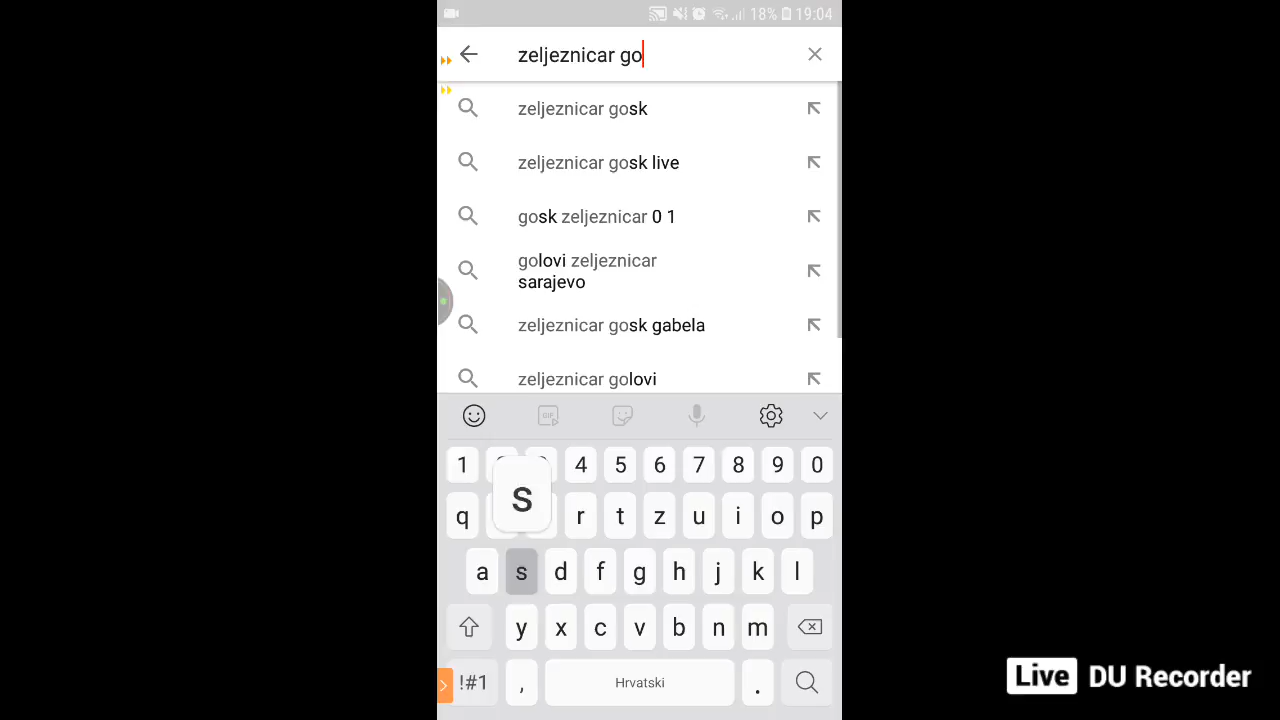 18% 19:04
zeljeznicar go
zeljeznicar gosk
zeljeznicar gosk live
gosk zeljeznicar 0 1
golovi zeljeznicar
sarajevo
zeljeznicar gosk gabela
zeljeznicar golovi
GIF
1 4 5 6 7 8 9 0
S
q r t z u i o p
a s d f g h j k l
y x c v b n m
!#1 , Hrvatski .
Live DU Recorder